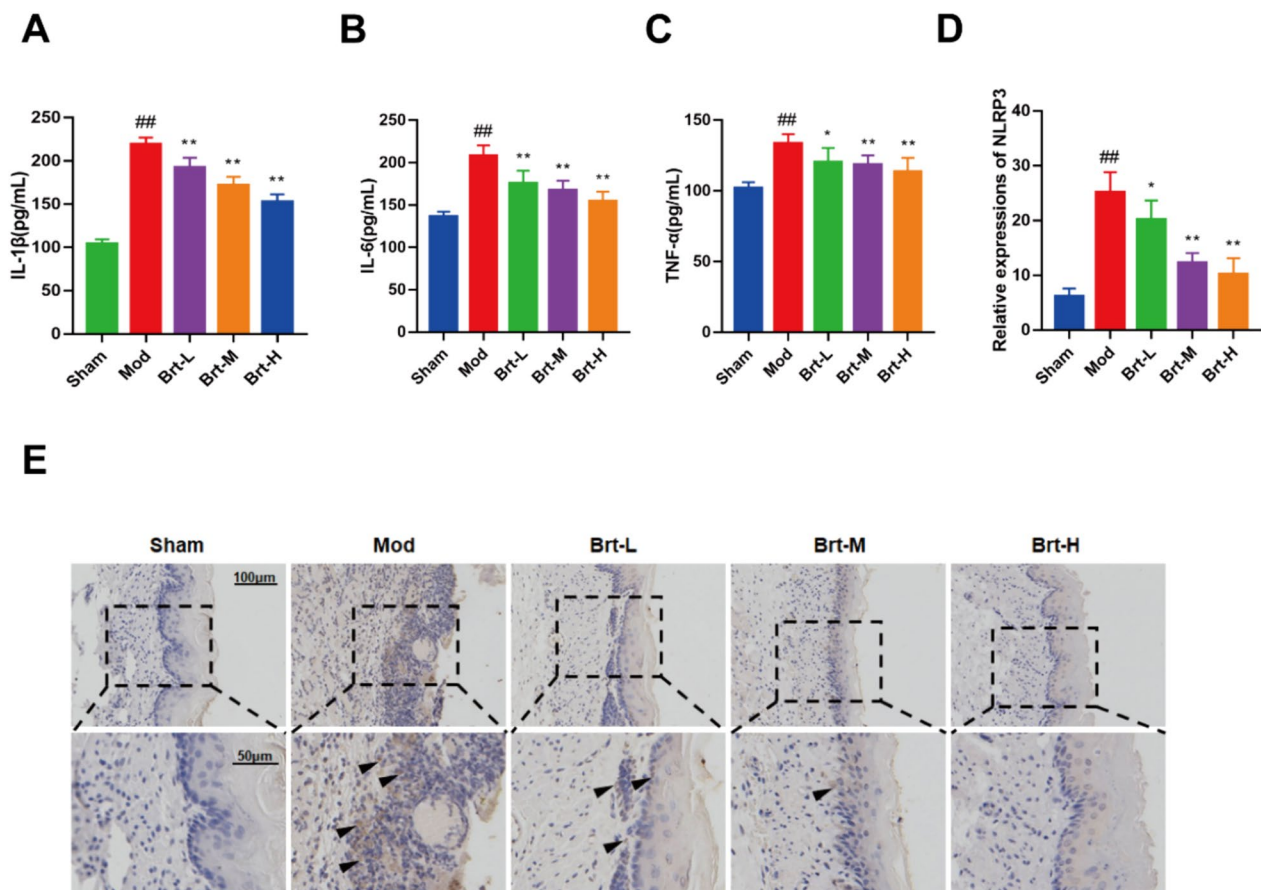 A
B
C
D
IL-1β(pg/mL)
250
200
150
100
50
0
##
**
**
**
Sham
Mod
Brt-L
Brt-M
Brt-H
IL-6(pg/mL)
250
200
150
100
50
0
##
**
**
**
Sham
Mod
Brt-L
Brt-M
Brt-H
TNF-α(pg/mL)
150
100
50
0
##
*
**
**
Sham
Mod
Brt-L
Brt-M
Brt-H
Relative expressions of NLRP3
40
30
20
10
0
##
*
**
**
Sham
Mod
Brt-L
Brt-M
Brt-H
E
Sham
Mod
Brt-L
Brt-M
Brt-H
100μm
50μm